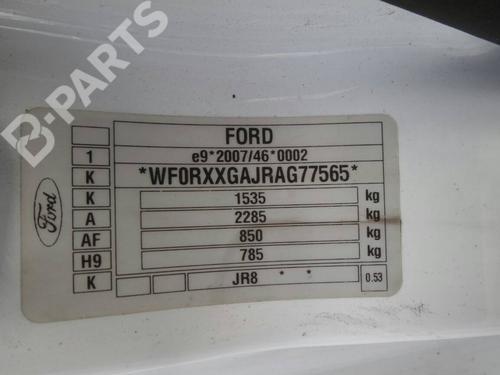 B-PARTS
FORD
1 e9*2007/46*0002
K *WF0RXXGAJRAG77565*
K 1535 kg
A 2285 kg
AF 850 kg
H9 785 kg
K JR8 * * 0.53
Ford